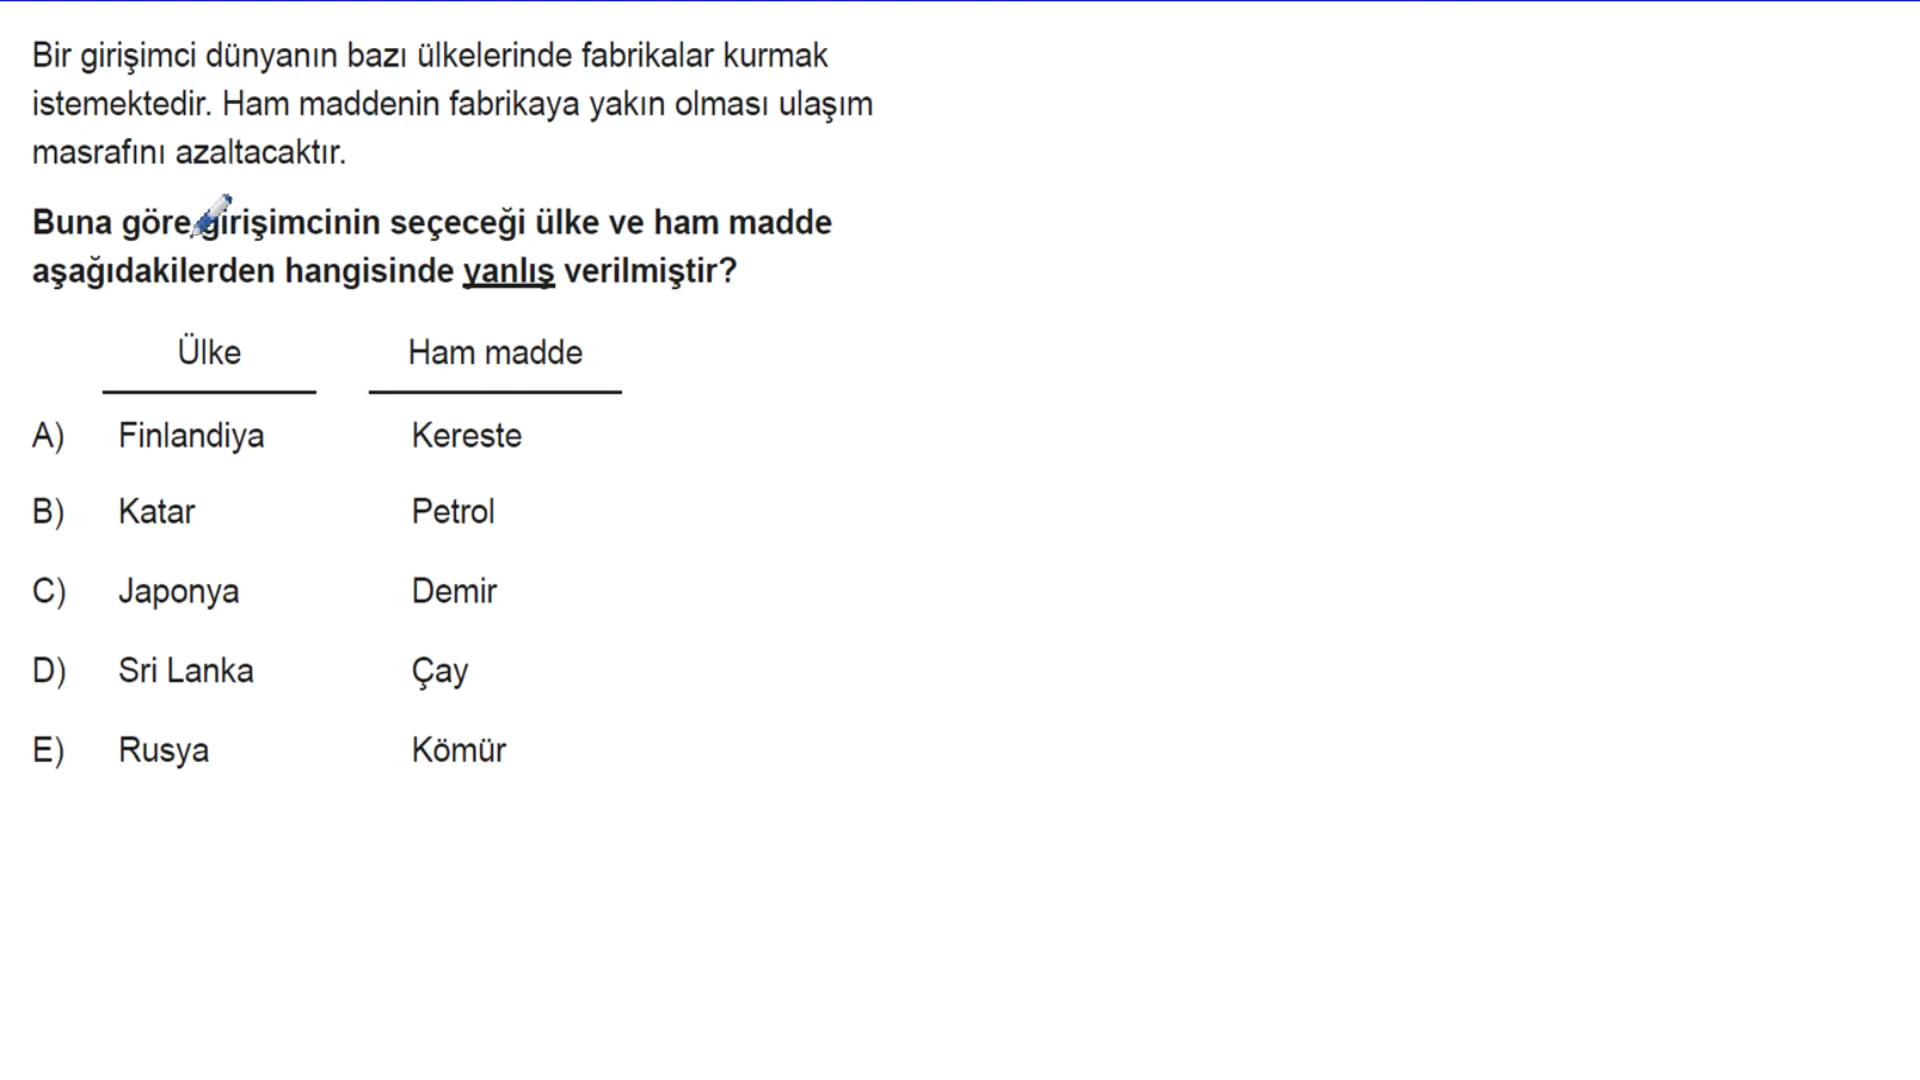 Bir girişimci dünyanın bazı ülkelerinde fabrikalar kurmak
istemektedir. Ham maddenin fabrikaya yakın olması ulaşım
masrafını azaltacaktır.
Buna göre girişimcinin seçeceği ülke ve ham madde
aşağıdakilerden hangisinde yanlış verilmiştir?
Ülke Ham madde
A) Finlandiya Kereste
B) Katar Petrol
C) Japonya Demir
D) Sri Lanka Çay
E) Rusya Kömür